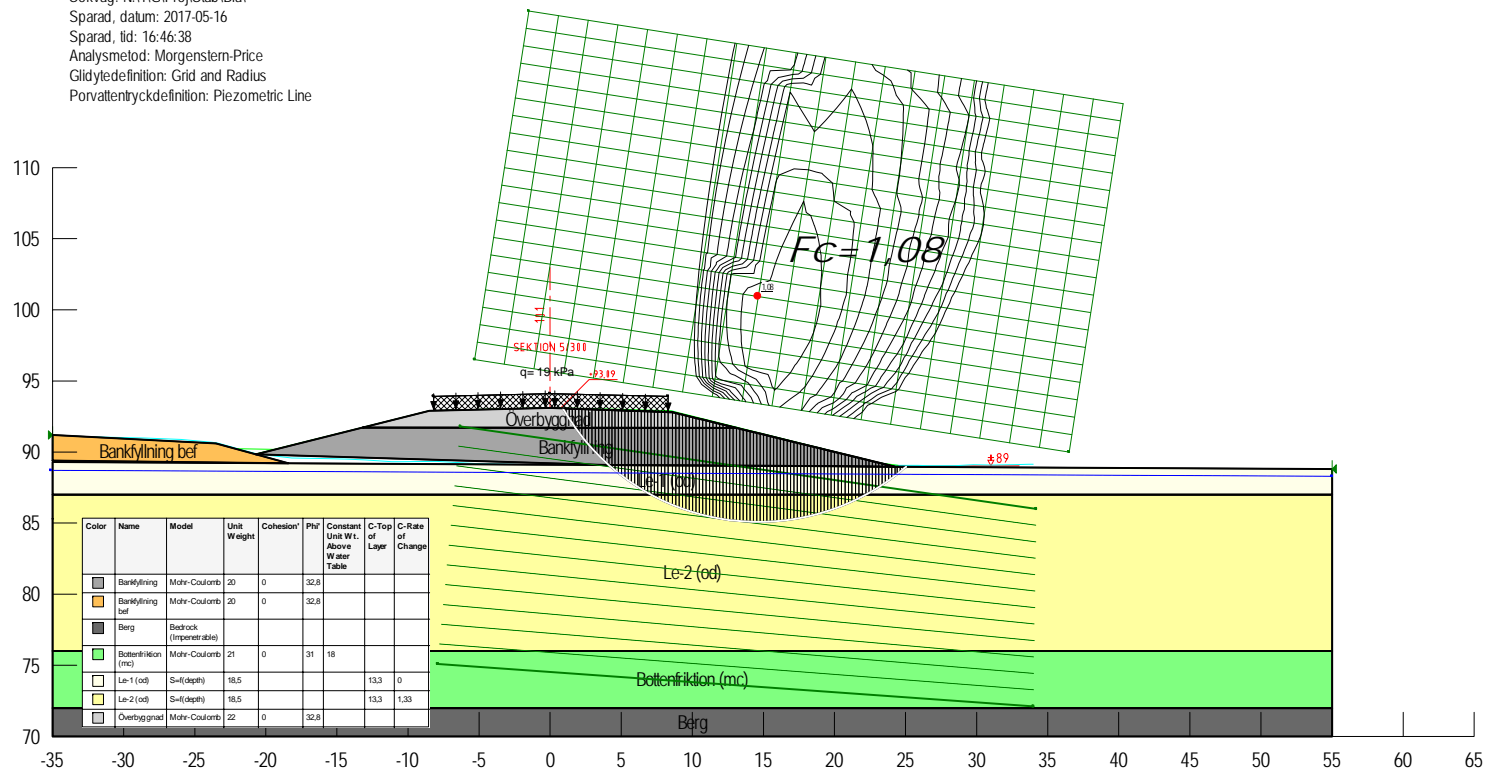 Sparad, datum: 2017-05-16
Sparad, tid: 16:46:38
Analysmetod: Morgenstern-Price
Glidytedefinition: Grid and Radius
Porvattentryckdefinition: Piezometric Line
110
105
100
95
90
85
80
75
70
Fc=1,08
1,08
SEKTION 5/300
q= 19 kPa
+93,09
+89
Överbyggnad
Bankfyllning bef
Bankfyllning
Le-1 (od)
Le-2 (od)
Bottenfriktion (mc)
Berg
Color Name Model Unit Weight Cohesion' Phi' Constant Unit Wt. Above Water Table C-Top of Layer C-Rate of Change
Bankfyllning Mohr-Coulomb 20 0 32,8
Bankfyllning bef Mohr-Coulomb 20 0 32,8
Berg Bedrock (Impenetrable)
Bottenfriktion (mc) Mohr-Coulomb 21 0 31 18
Le-1 (od) S=f(depth) 18,5 13,3 0
Le-2 (od) S=f(depth) 18,5 13,3 1,33
Överbyggnad Mohr-Coulomb 22 0 32,8
-35 -30 -25 -20 -15 -10 -5 0 5 10 15 20 25 30 35 40 45 50 55 60 65